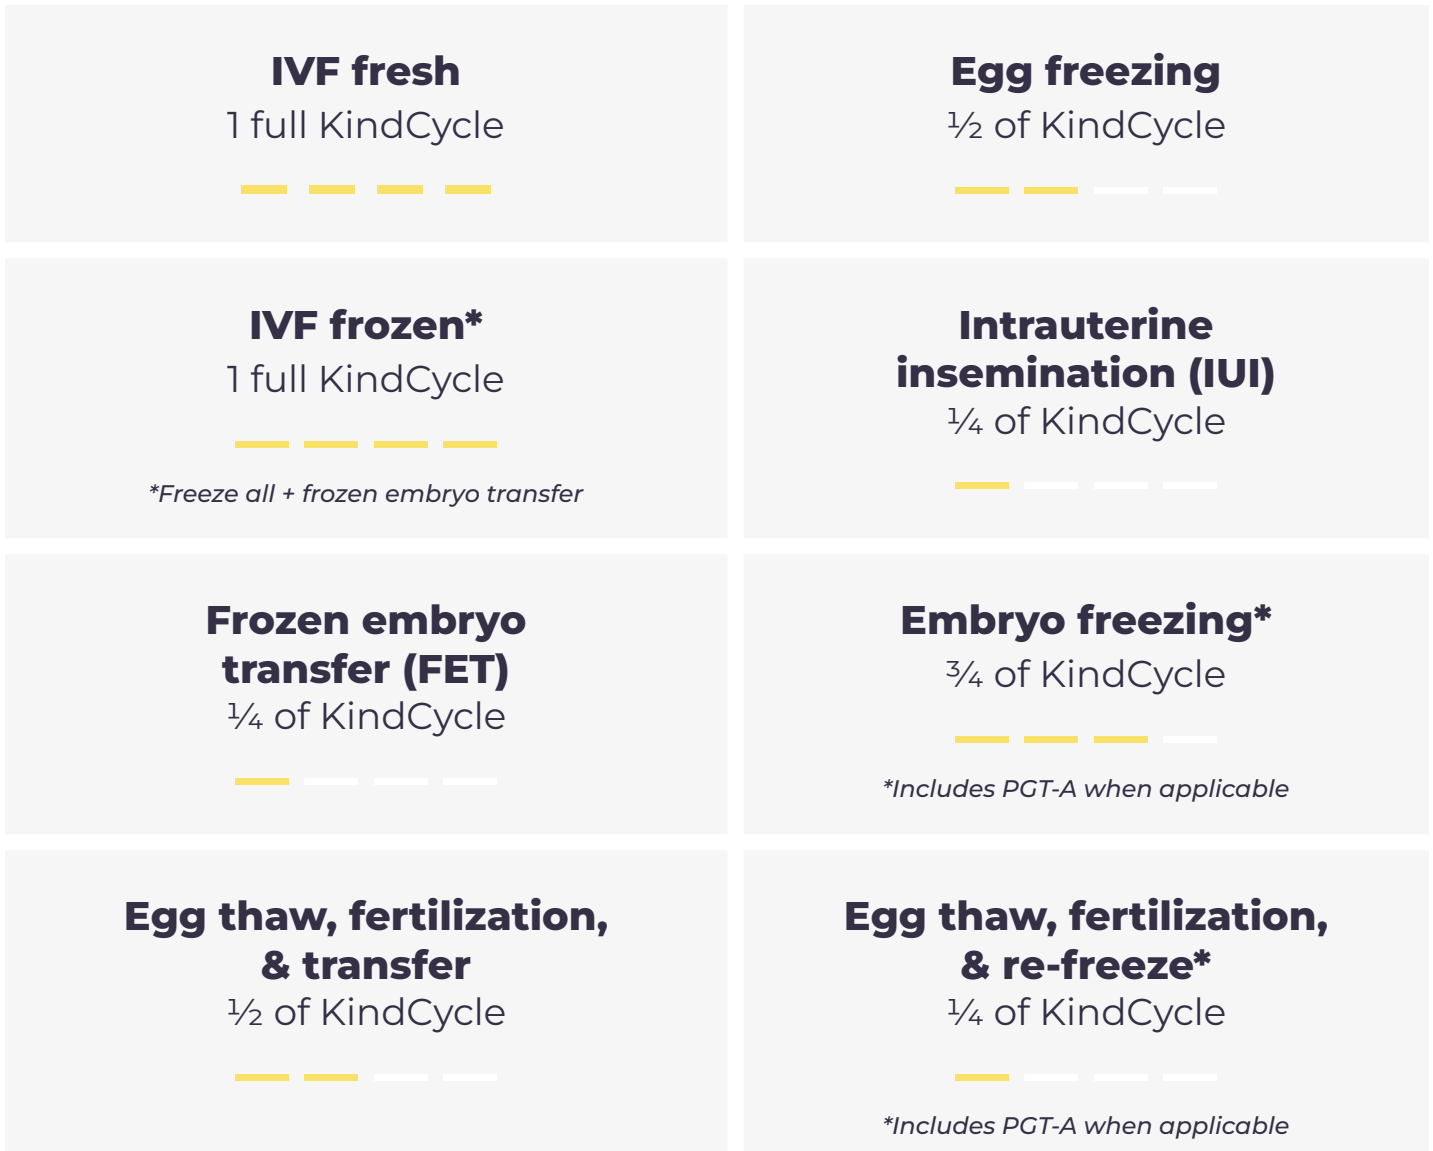 IVF fresh
1 full KindCycle
Egg freezing
½ of KindCycle
IVF frozen*
1 full KindCycle
*Freeze all + frozen embryo transfer
Intrauterine
insemination (IUI)
¼ of KindCycle
Frozen embryo
transfer (FET)
¼ of KindCycle
Embryo freezing*
¾ of KindCycle
*Includes PGT-A when applicable
Egg thaw, fertilization,
& transfer
½ of KindCycle
Egg thaw, fertilization,
& re-freeze*
¼ of KindCycle
*Includes PGT-A when applicable